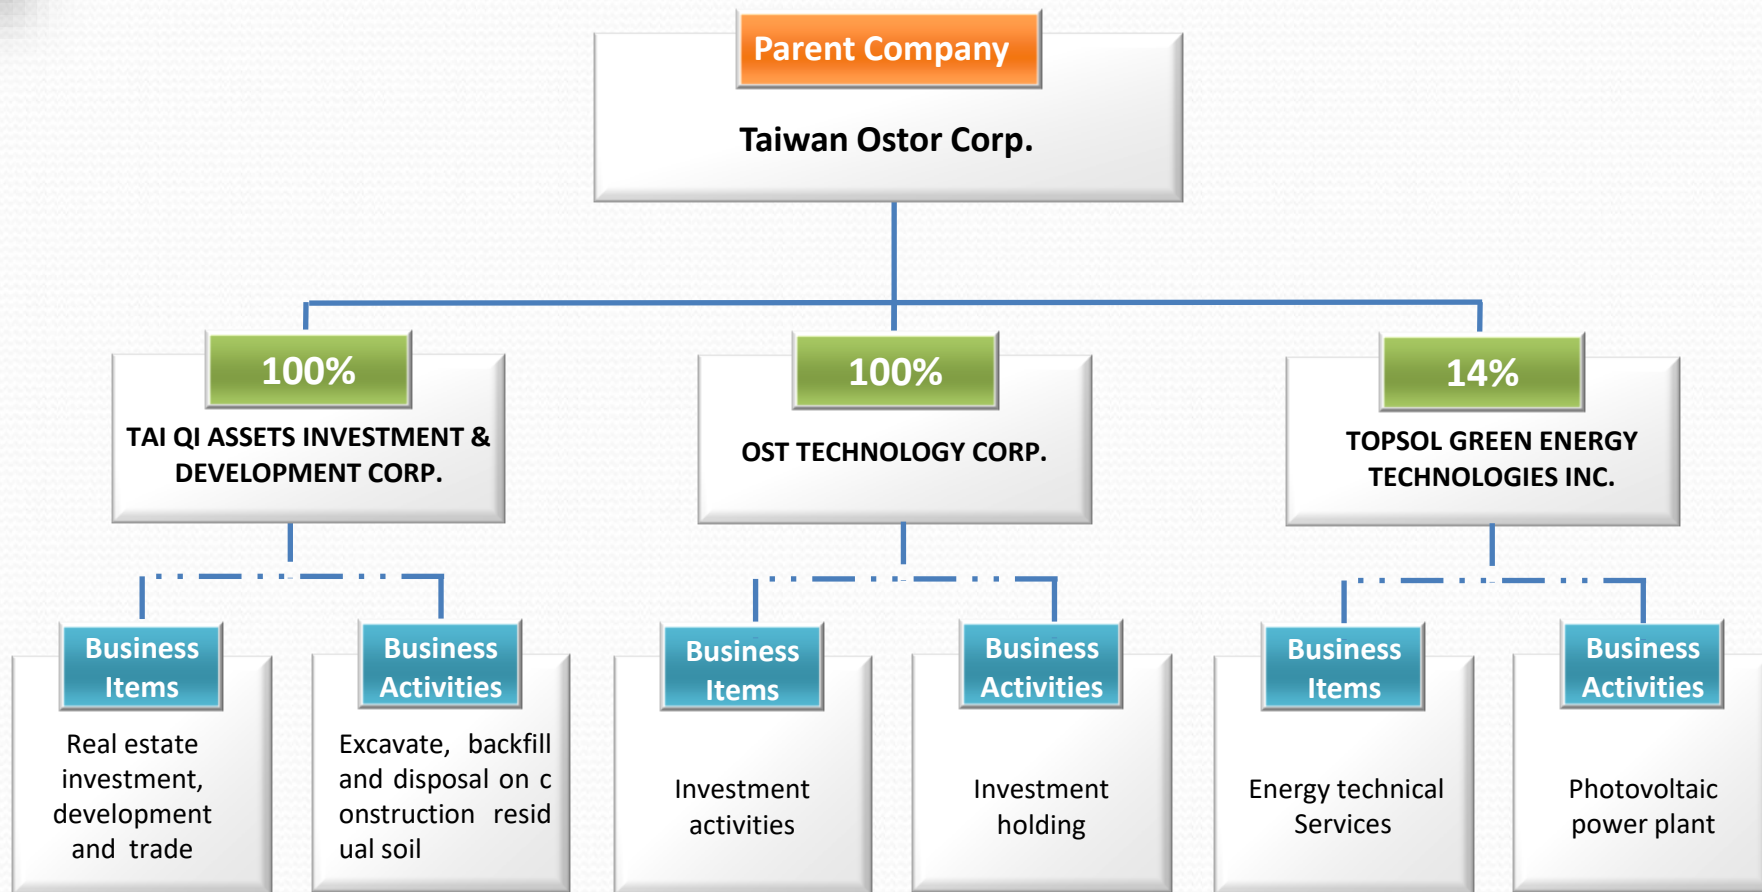 Parent Company
Taiwan Ostor Corp.
100%
TAI QI ASSETS INVESTMENT &
DEVELOPMENT CORP.
100%
OST TECHNOLOGY CORP.
14%
TOPSOL GREEN ENERGY
TECHNOLOGIES INC.
Business
Items
Real estate
investment,
development
and trade
Business
Activities
Excavate, backfill
and disposal on c
onstruction resid
ual soil
Business
Items
Investment
activities
Business
Activities
Investment
holding
Business
Items
Energy technical
Services
Business
Activities
Photovoltaic
power plant